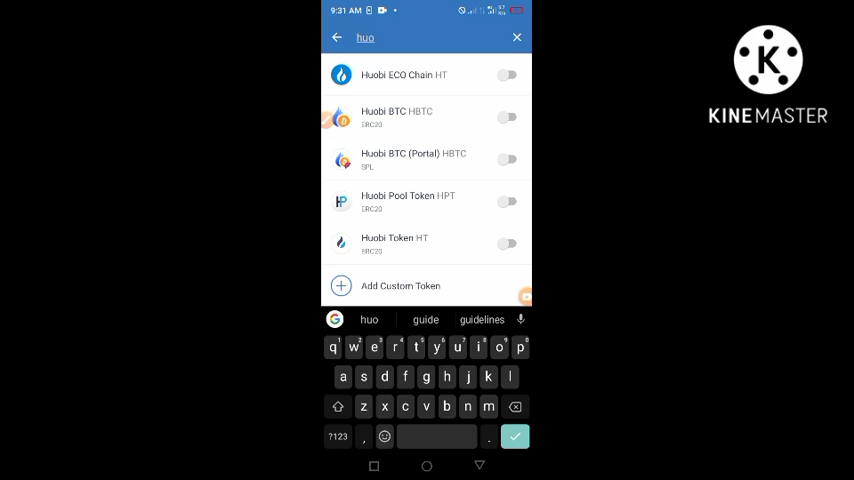 9:31 AM
huo
Huobi ECO Chain HT
Huobi BTC HBTC
ERC20
Huobi BTC (Portal) HBTC
SPL
Huobi Pool Token HPT
ERC20
Huobi Token HT
ERC20
Add Custom Token
huo guide guidelines
q w e r t y u i o p
a s d f g h j k l
z x c v b n m
?123 , .
K
KINEMASTER